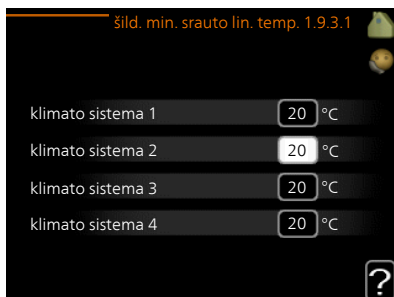 šild. min. srauto lin. temp. 1.9.3.1
klimato sistema 1 20 °C
klimato sistema 2 20 °C
klimato sistema 3 20 °C
klimato sistema 4 20 °C
?